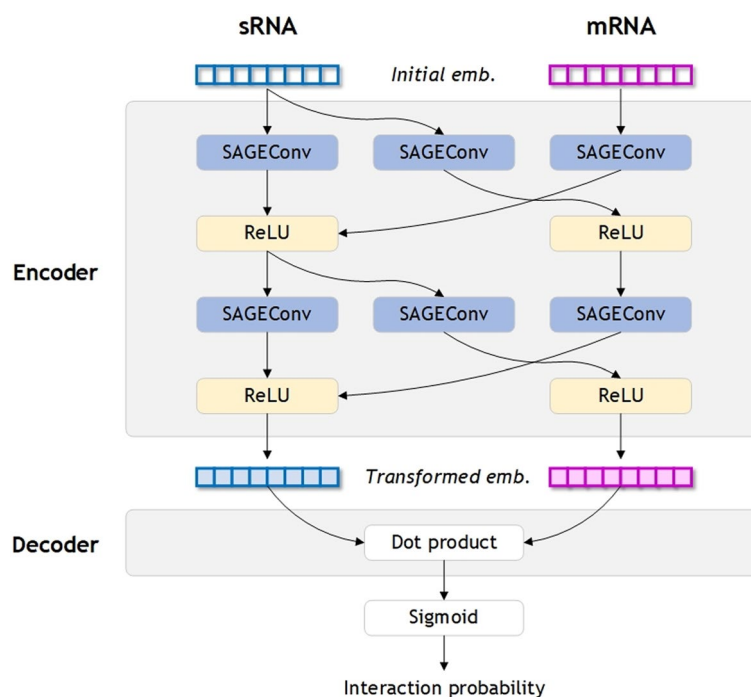 sRNA mRNA
Initial emb.
SAGEConv SAGEConv SAGEConv
ReLU ReLU
Encoder
SAGEConv SAGEConv SAGEConv
ReLU ReLU
Transformed emb.
Decoder Dot product
Sigmoid
Interaction probability